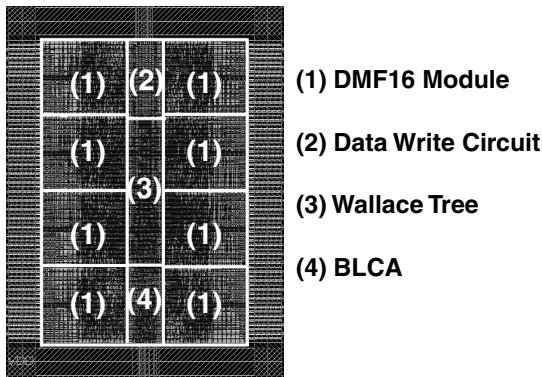 (1) (2) (1)
(1) (1)
(3)
(1) (1)
(1) (4) (1)
(1) DMF16 Module
(2) Data Write Circuit
(3) Wallace Tree
(4) BLCA